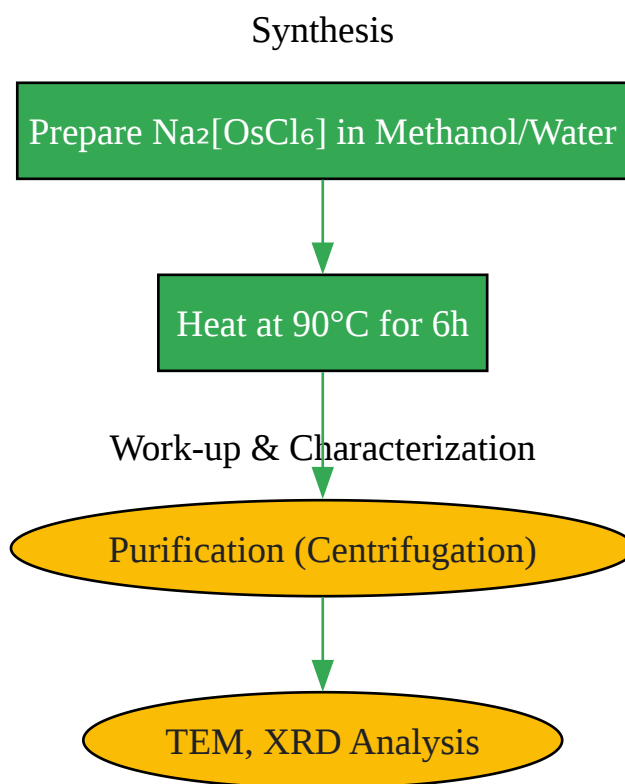 Synthesis
Prepare Na₂[OsCl₆] in Methanol/Water
Heat at 90°C for 6h
Work-up & Characterization
Purification (Centrifugation)
TEM, XRD Analysis